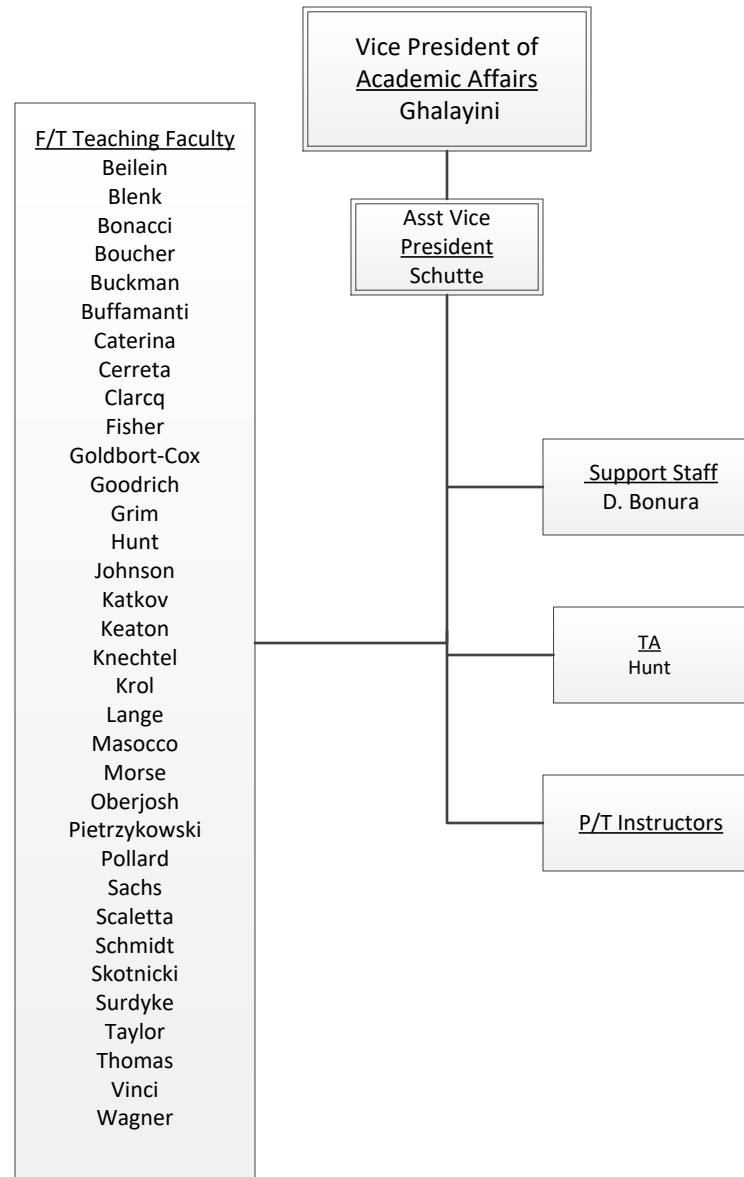 Vice President of
Academic Affairs
Ghalayini
Asst Vice
President
Schutte
F/T Teaching Faculty
Beilein
Blenk
Bonacci
Boucher
Buckman
Buffamanti
Caterina
Cerreta
Clarcq
Fisher
Goldbort-Cox
Goodrich
Grim
Hunt
Johnson
Katkov
Keaton
Knechtel
Krol
Lange
Masocco
Morse
Oberjosh
Pietrzykowski
Pollard
Sachs
Scaletta
Schmidt
Skotnicki
Surdyke
Taylor
Thomas
Vinci
Wagner
Support Staff
D. Bonura
TA
Hunt
P/T Instructors